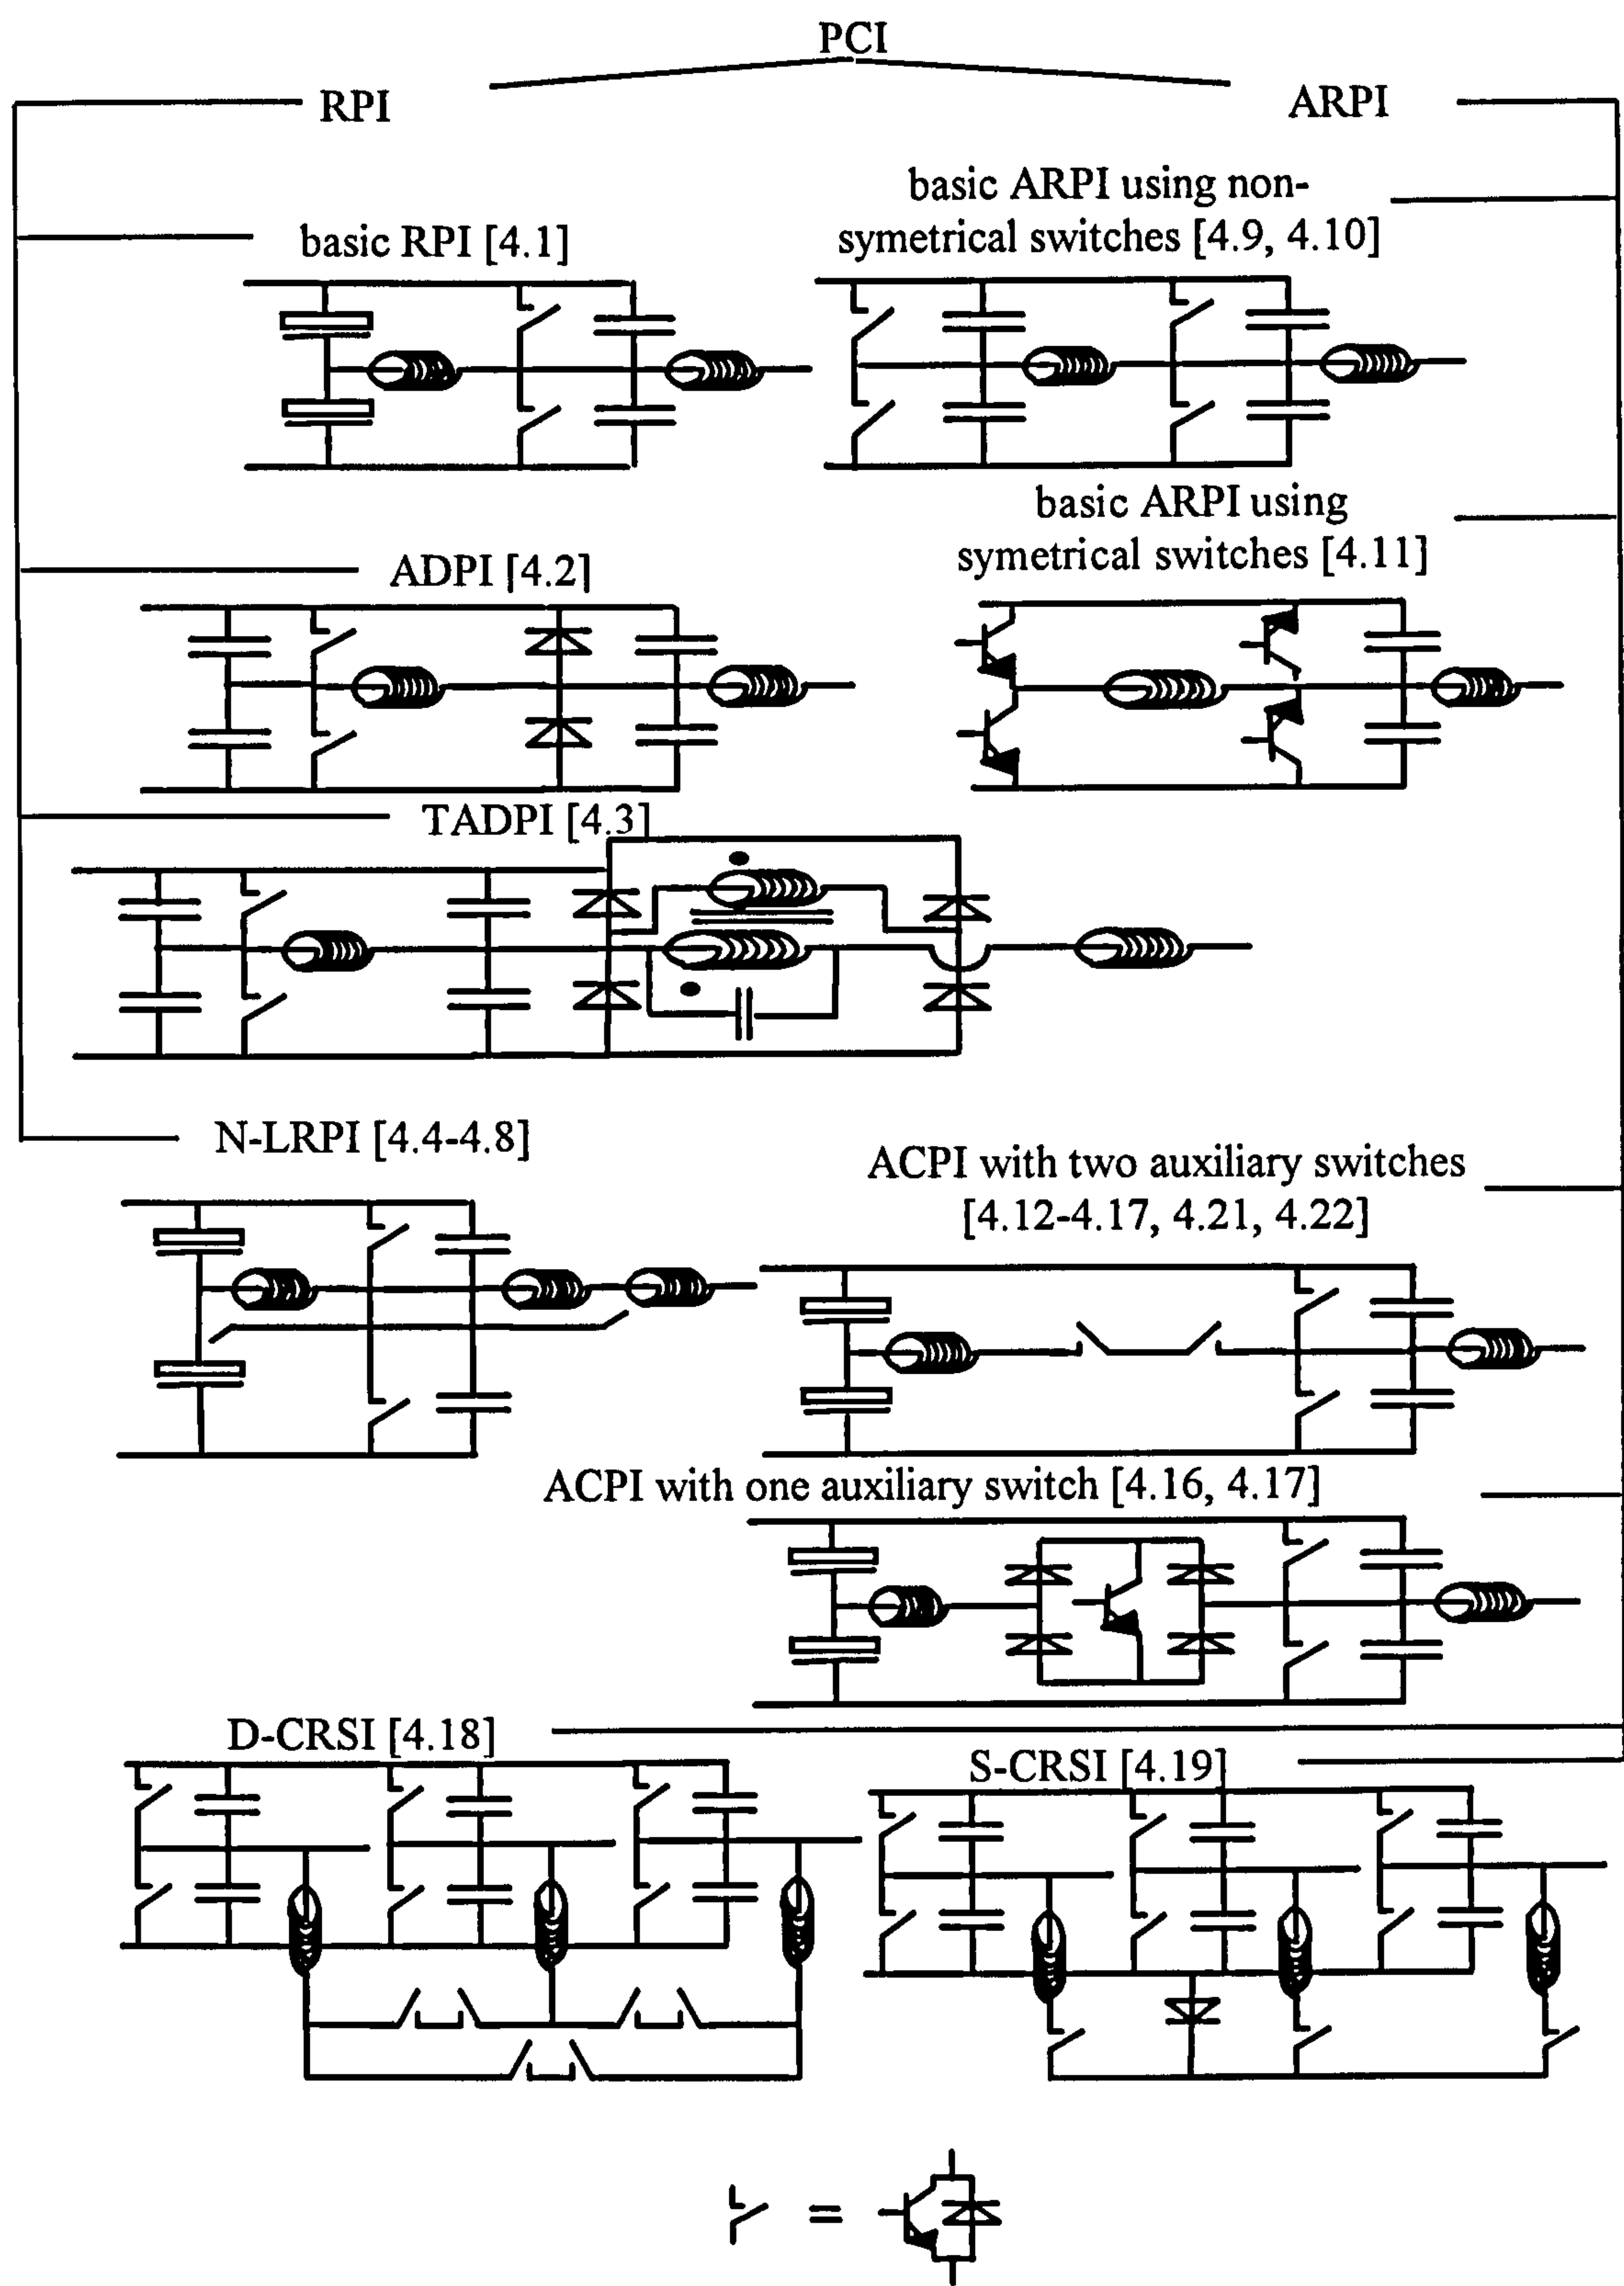 PCI
RPI
ARPI
basic RPI [4.1]
basic ARPI using non-
symetrical switches [4.9, 4.10]
ADPI [4.2]
basic ARPI using
symetrical switches [4.11]
TADPI [4.3]
N-LRPI [4.4-4.8]
ACPI with two auxiliary switches
[4.12-4.17, 4.21, 4.22]
ACPI with one auxiliary switch [4.16, 4.17]
D-CRSI [4.18]
S-CRSI [4.19]
=